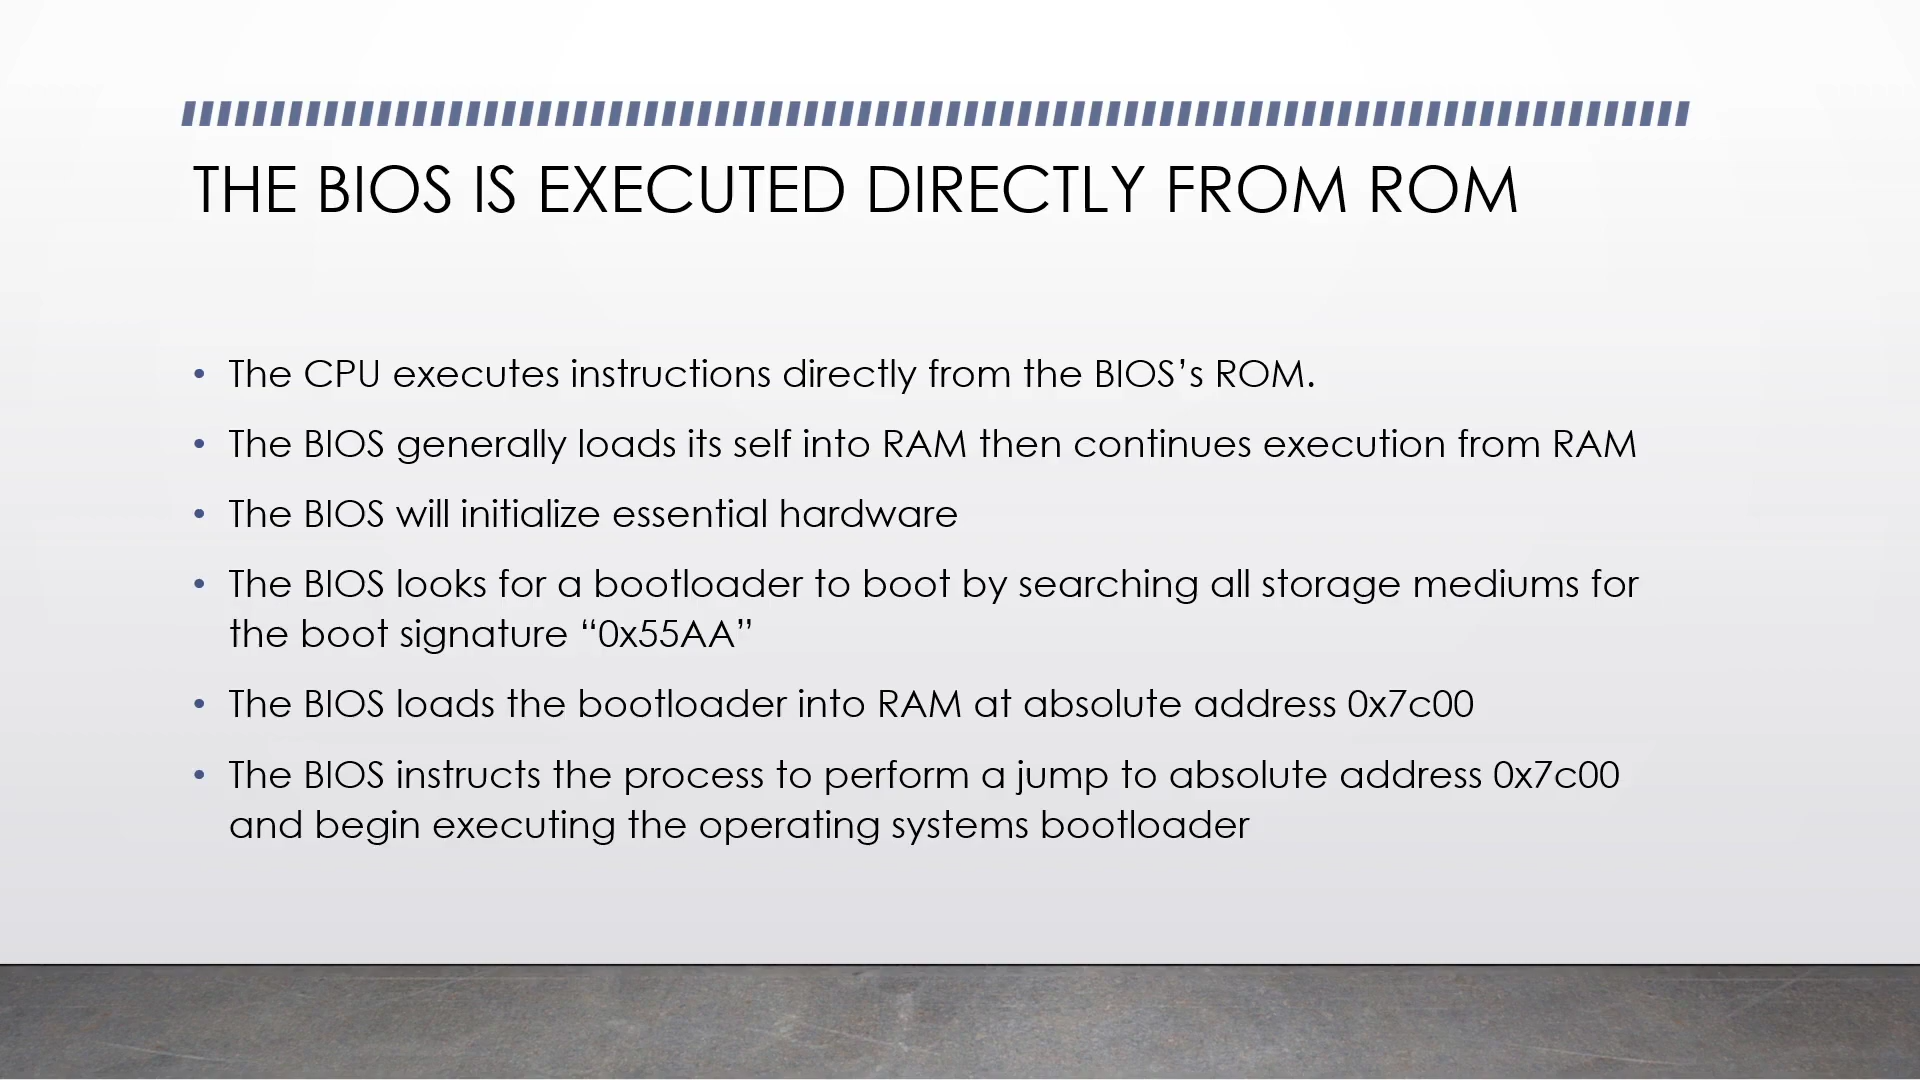 THE BIOS IS EXECUTED DIRECTLY FROM ROM
• The CPU executes instructions directly from the BIOS’s ROM.
• The BIOS generally loads its self into RAM then continues execution from RAM
• The BIOS will initialize essential hardware
• The BIOS looks for a bootloader to boot by searching all storage mediums for
the boot signature “0x55AA”
• The BIOS loads the bootloader into RAM at absolute address 0x7c00
• The BIOS instructs the process to perform a jump to absolute address 0x7c00
and begin executing the operating systems bootloader